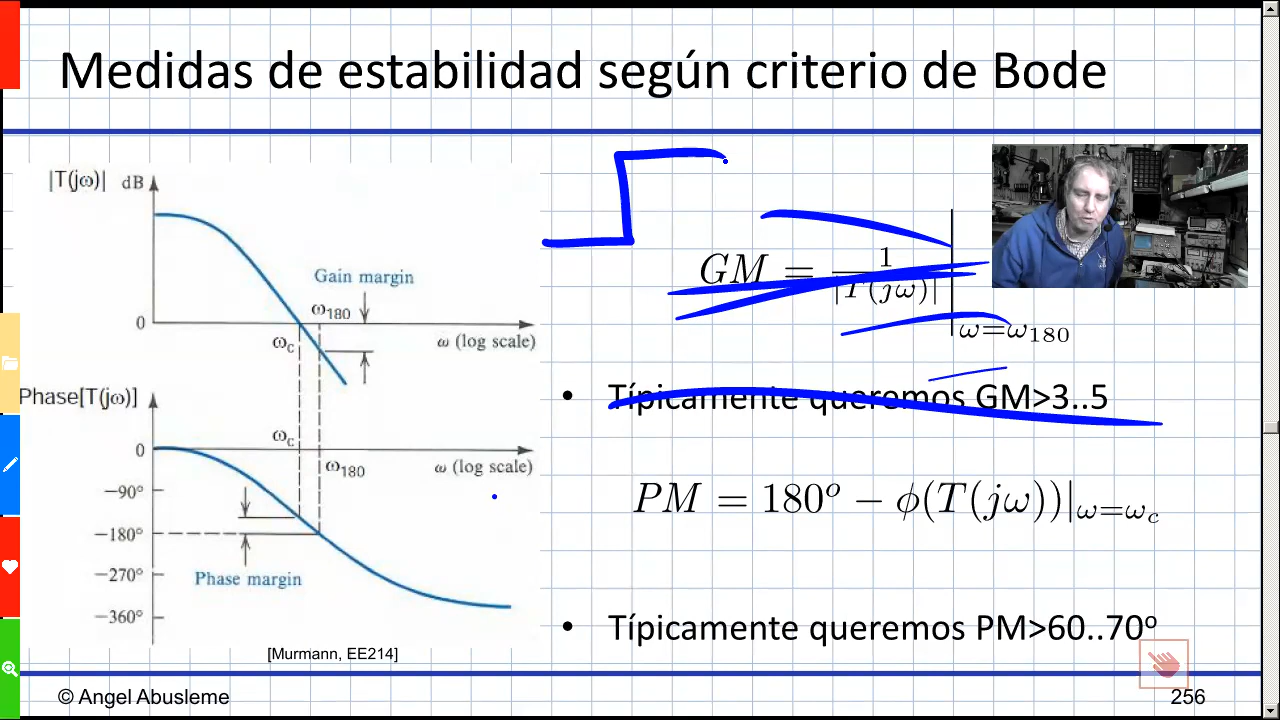 Medidas de estabilidad según criterio de Bode
|T(jω)| dB
Gain margin
ω180
0
ωc
ω (log scale)
Phase[T(jω)]
0
ωc
ω180
ω (log scale)
−90°
−180°
−270°
Phase margin
−360°
[Murmann, EE214]
GM = 1 / |T(jω)| | ω=ω180
• Típicamente queremos GM>3..5
PM = 180º − ϕ(T(jω))|ω=ωc
• Típicamente queremos PM>60..70º
© Angel Abusleme
256